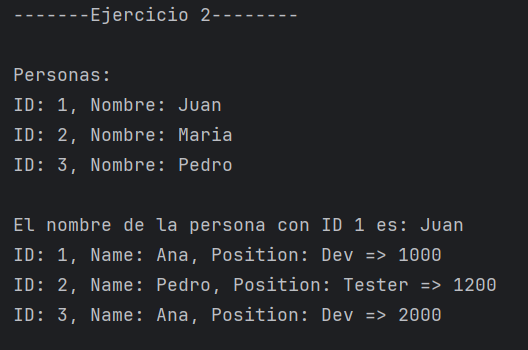 -------Ejercicio 2--------
Personas:
ID: 1, Nombre: Juan
ID: 2, Nombre: Maria
ID: 3, Nombre: Pedro
El nombre de la persona con ID 1 es: Juan
ID: 1, Name: Ana, Position: Dev => 1000
ID: 2, Name: Pedro, Position: Tester => 1200
ID: 3, Name: Ana, Position: Dev => 2000